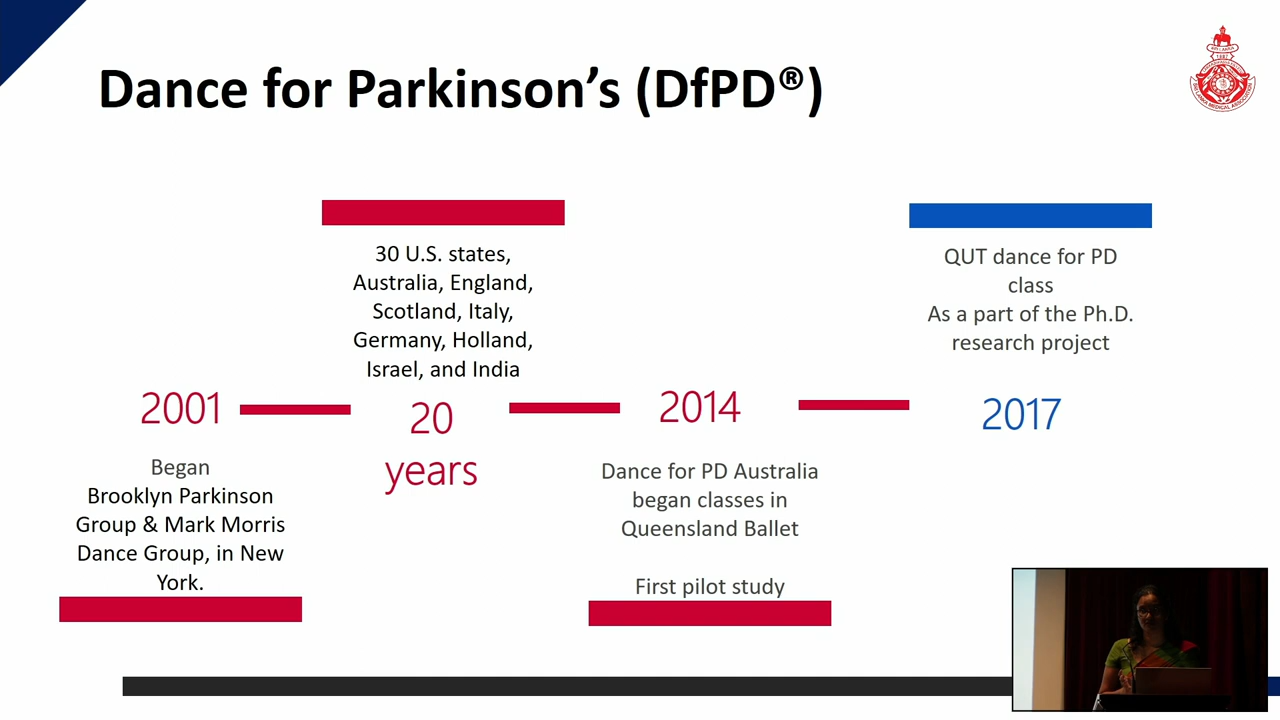 Dance for Parkinson’s (DfPD®)
2001
Began
Brooklyn Parkinson
Group & Mark Morris
Dance Group, in New
York.
30 U.S. states,
Australia, England,
Scotland, Italy,
Germany, Holland,
Israel, and India
20
years
2014
Dance for PD Australia
began classes in
Queensland Ballet
First pilot study
QUT dance for PD
class
As a part of the Ph.D.
research project
2017